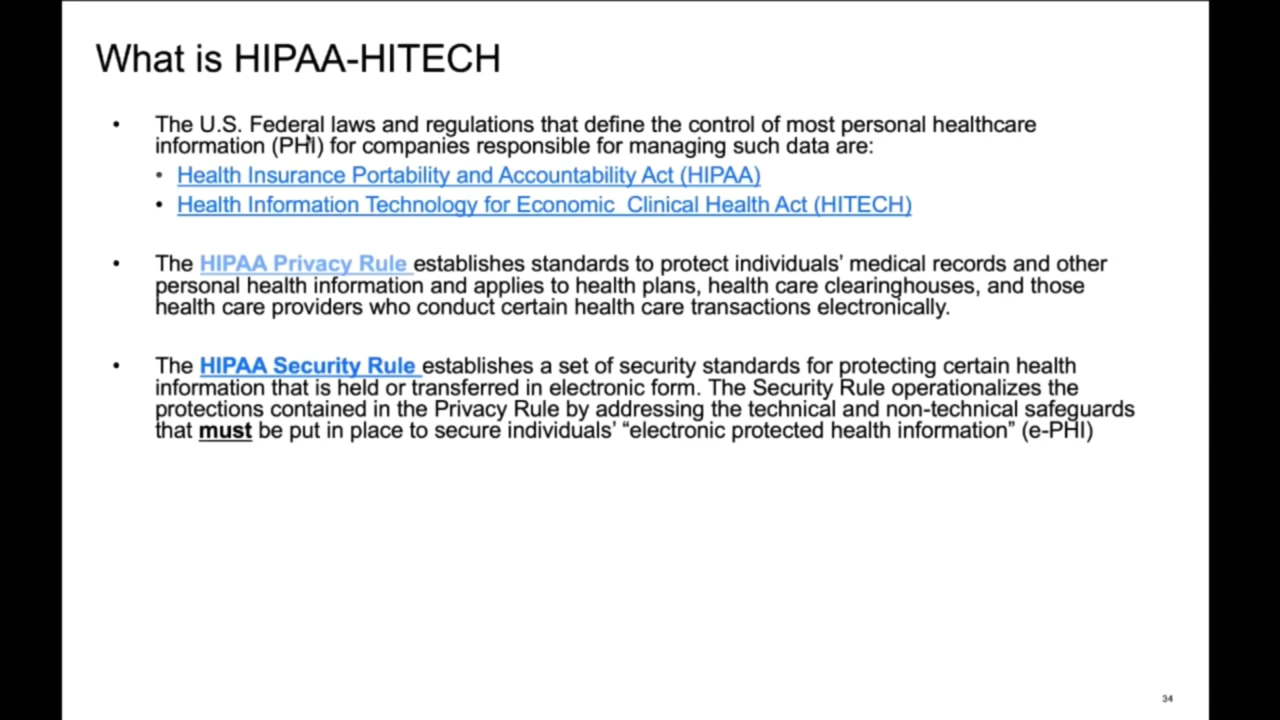 What is HIPAA-HITECH
• The U.S. Federal laws and regulations that define the control of most personal healthcare
information (PHI) for companies responsible for managing such data are:
• Health Insurance Portability and Accountability Act (HIPAA)
• Health Information Technology for Economic  Clinical Health Act (HITECH)
• The HIPAA Privacy Rule establishes standards to protect individuals’ medical records and other
personal health information and applies to health plans, health care clearinghouses, and those
health care providers who conduct certain health care transactions electronically.
• The HIPAA Security Rule establishes a set of security standards for protecting certain health
information that is held or transferred in electronic form. The Security Rule operationalizes the
protections contained in the Privacy Rule by addressing the technical and non-technical safeguards
that must be put in place to secure individuals’ “electronic protected health information” (e-PHI)
34